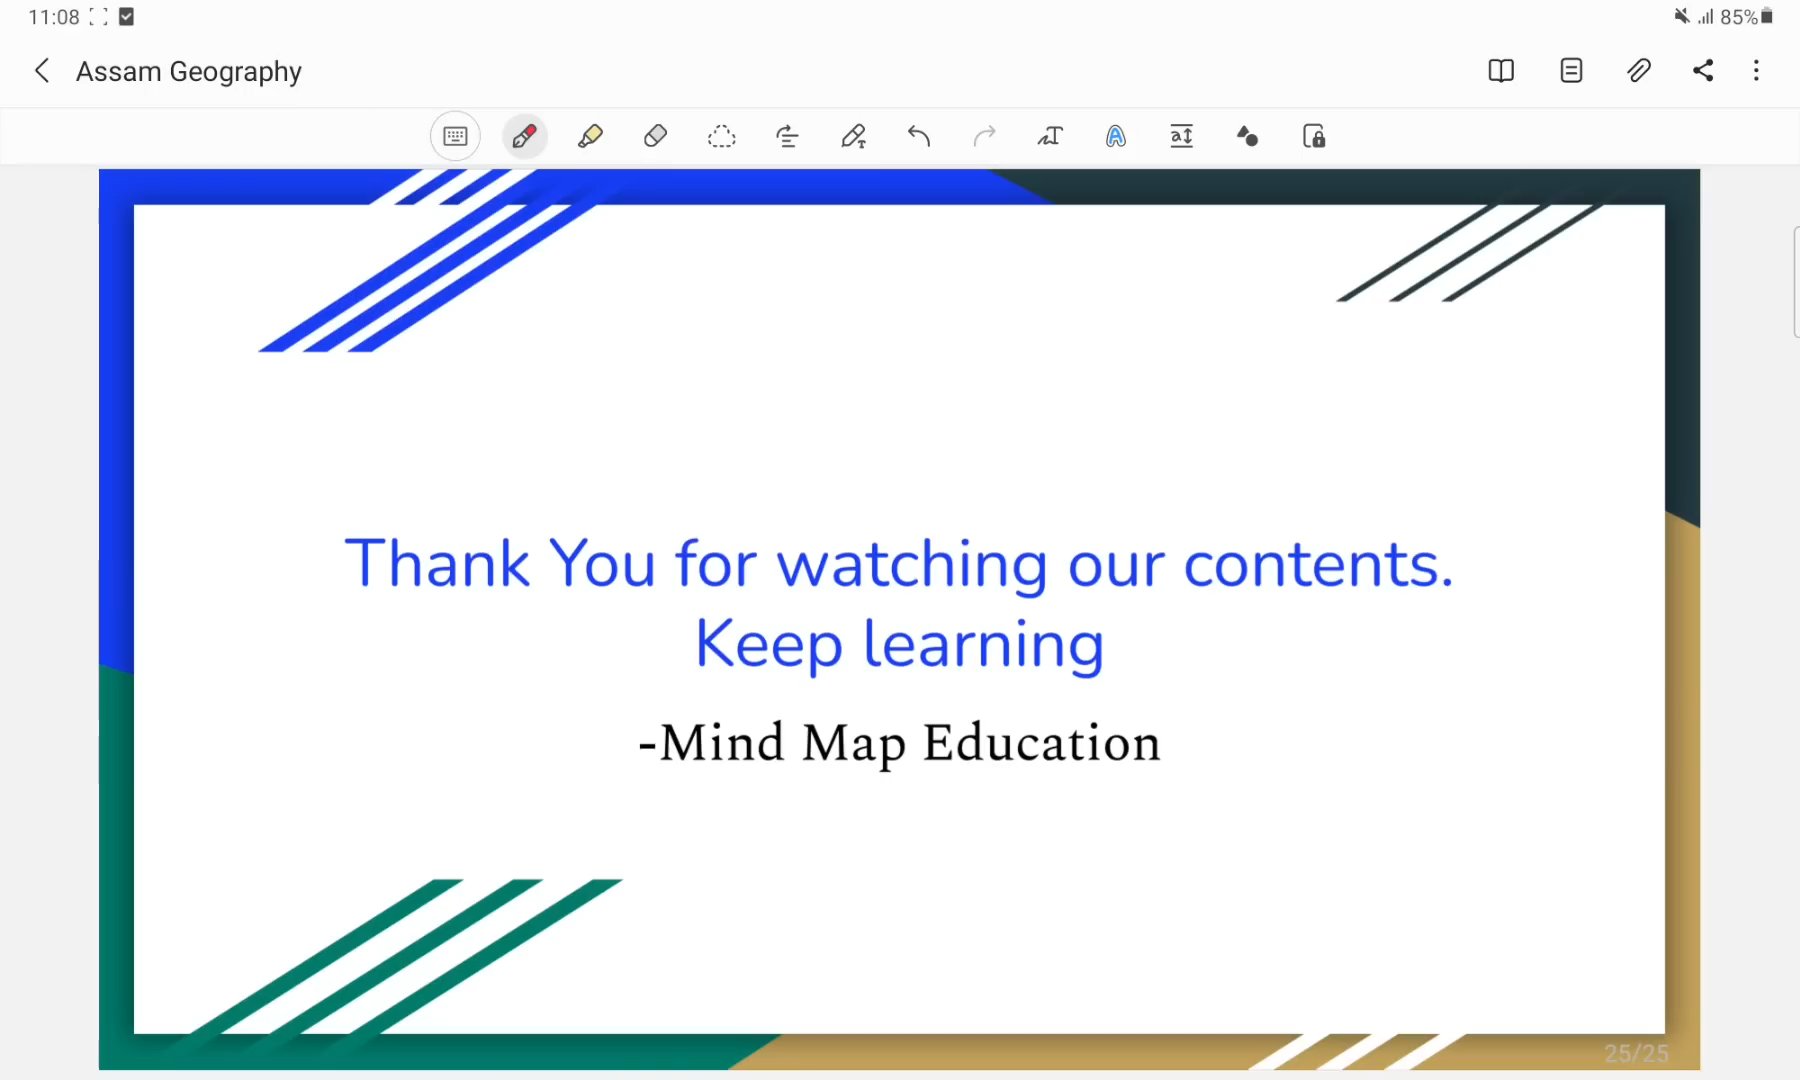 11:08 85%
Assam Geography
Thank You for watching our contents.
Keep learning
-Mind Map Education
25/25